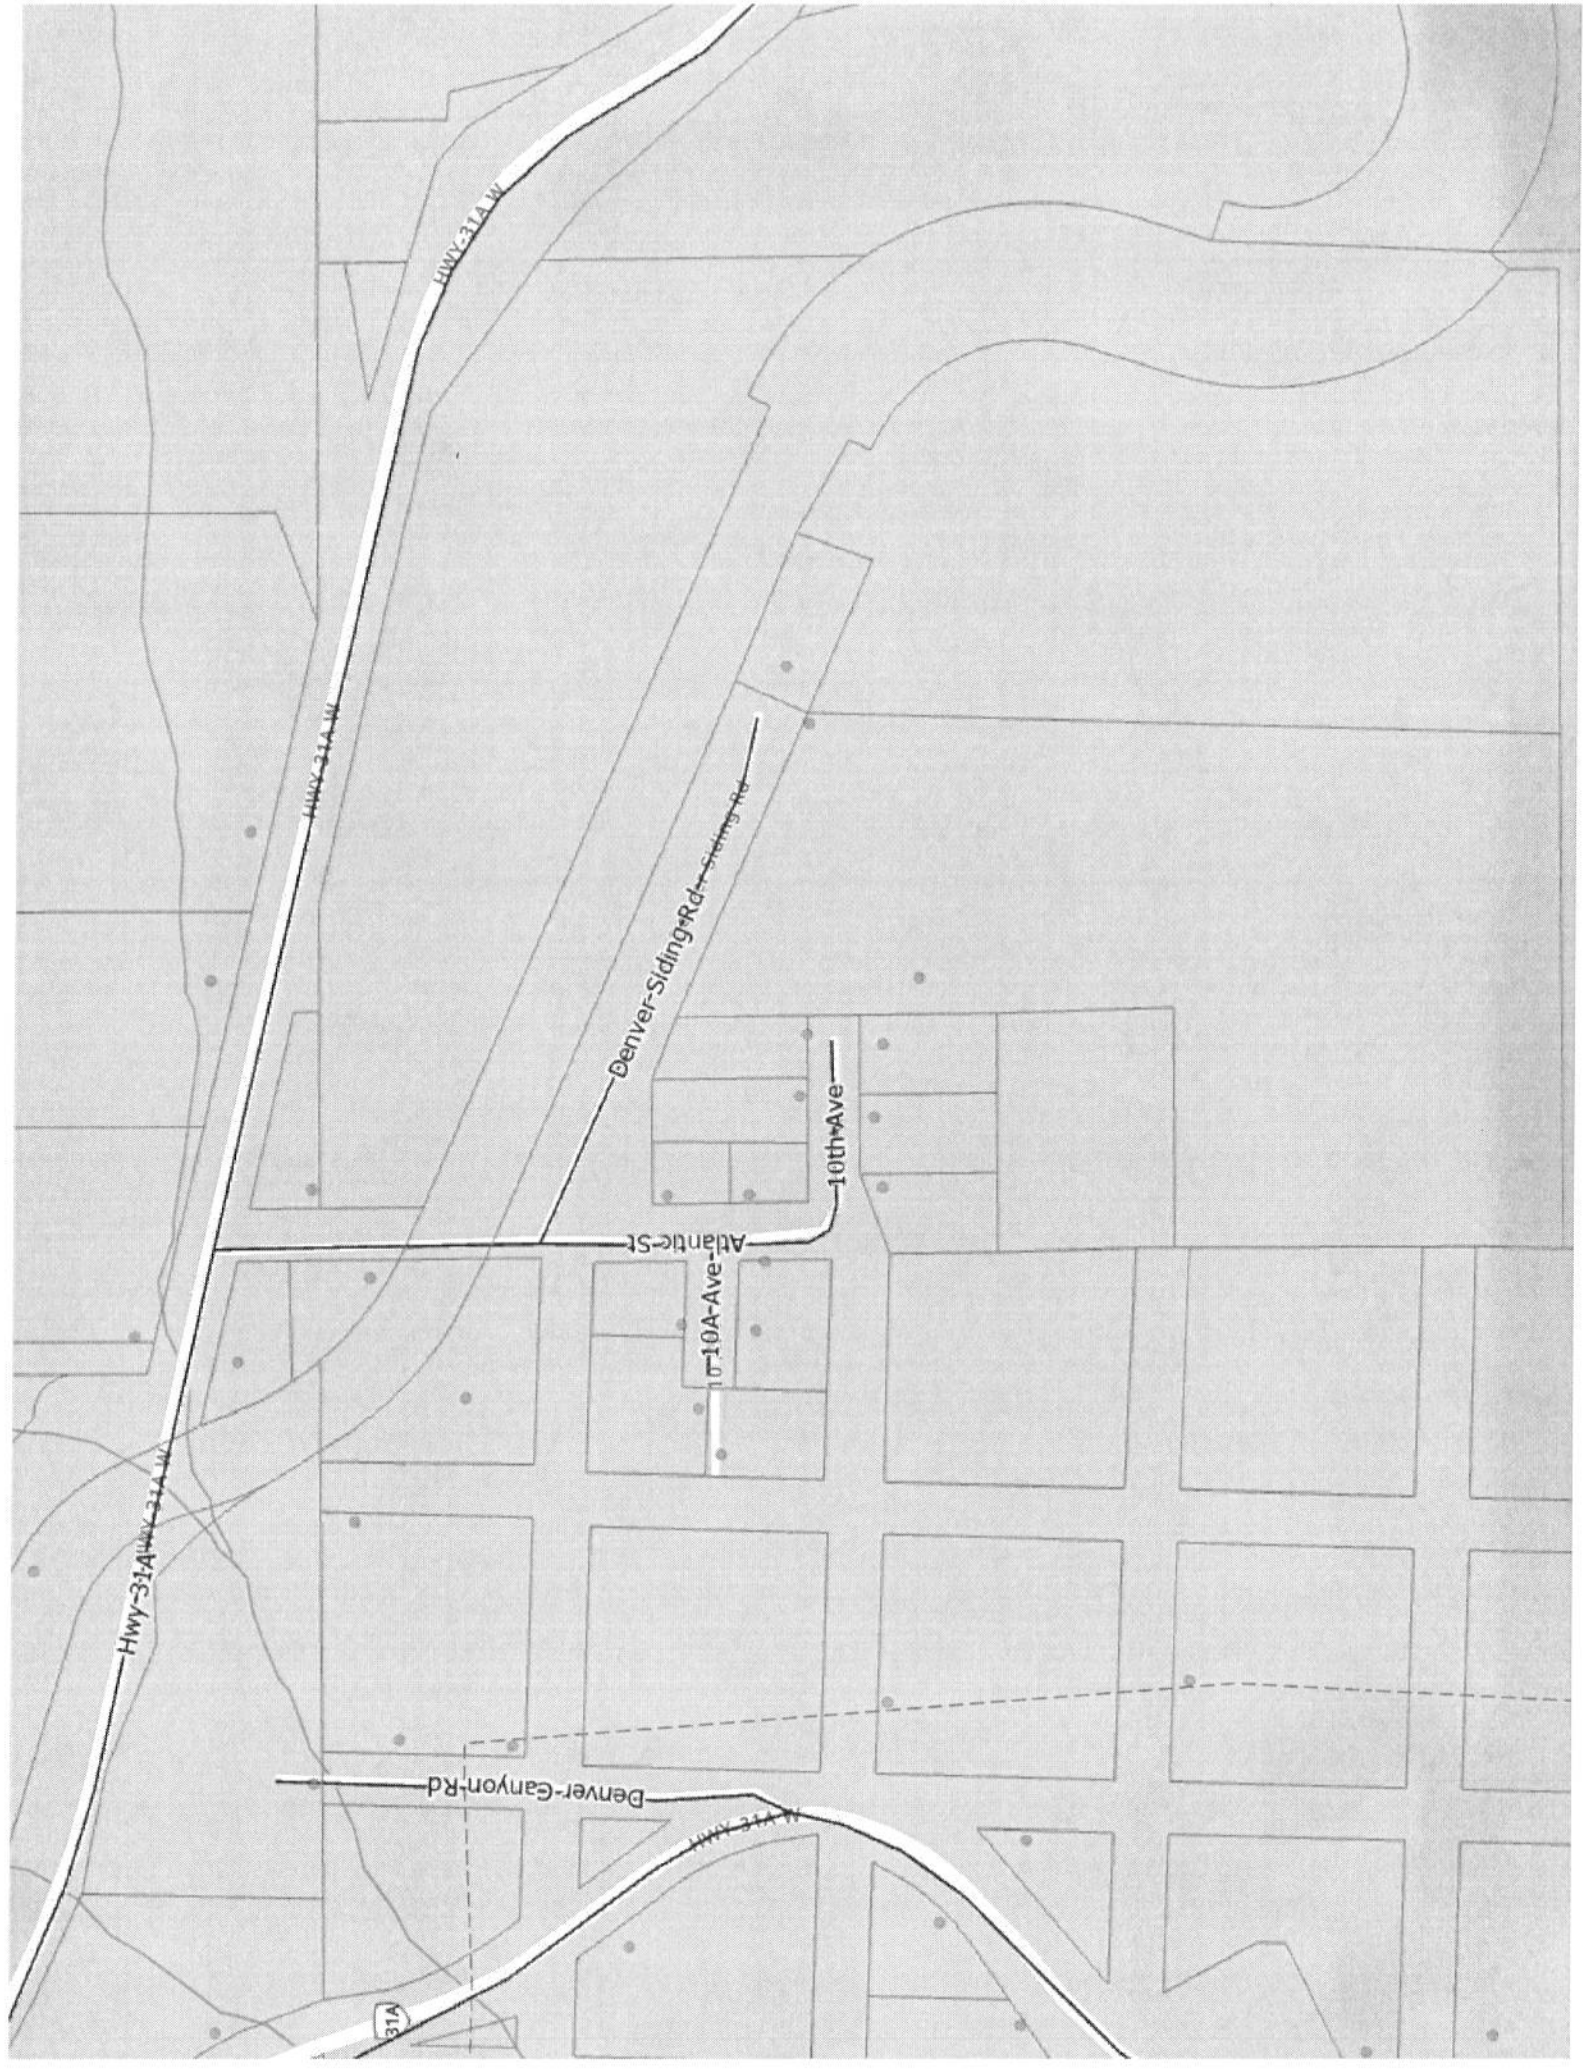 HWY-31A W
HWY 31A W
Denver-Siding-Rd
r Siding Rd
10th-Ave
Atlantic-St
10A-Ave
10
HWY-31A W
Hwy-31A
Denver-Canyon-Rd
HWY 31A W
31A